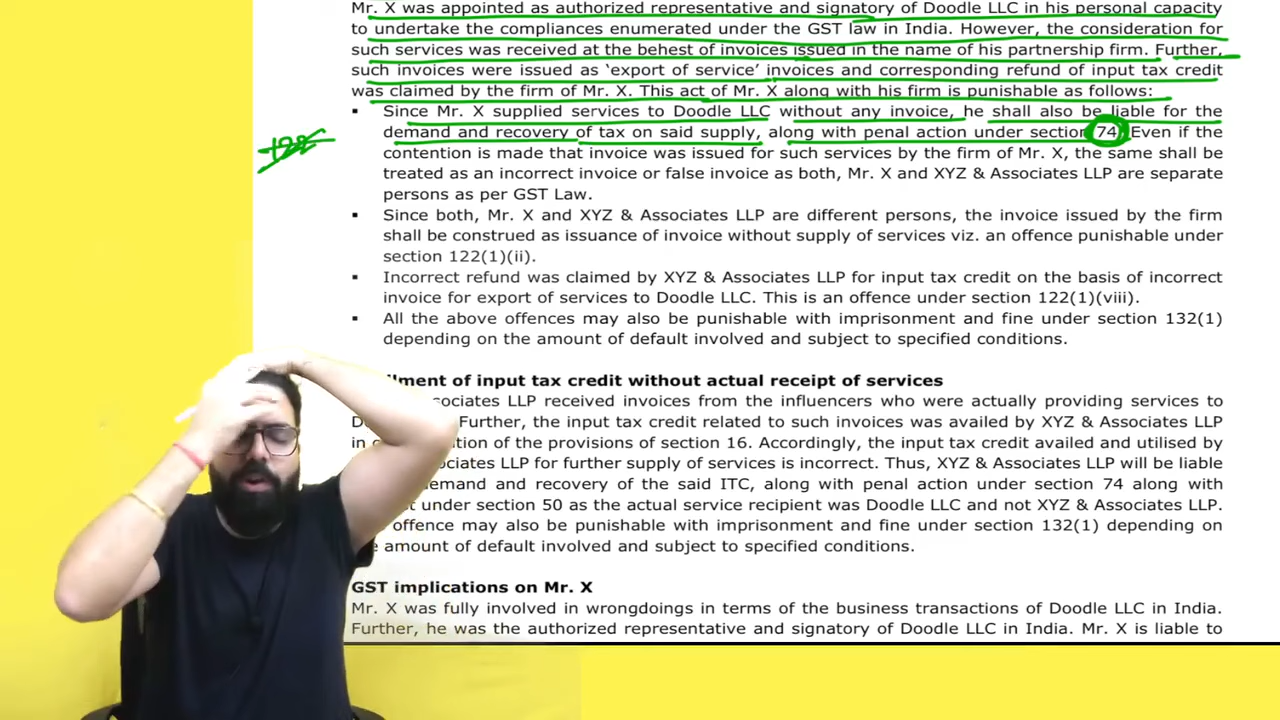 Mr. X was appointed as authorized representative and signatory of Doodle LLC in his personal capacity
to undertake the compliances enumerated under the GST law in India. However, the consideration for
such services was received at the behest of invoices issued in the name of his partnership firm. Further,
such invoices were issued as ‘export of service’ invoices and corresponding refund of input tax credit
was claimed by the firm of Mr. X. This act of Mr. X along with his firm is punishable as follows:
▪ Since Mr. X supplied services to Doodle LLC without any invoice, he shall also be liable for the
demand and recovery of tax on said supply, along with penal action under section 74. Even if the
122
contention is made that invoice was issued for such services by the firm of Mr. X, the same shall be
treated as an incorrect invoice or false invoice as both, Mr. X and XYZ & Associates LLP are separate
persons as per GST Law.
▪ Since both, Mr. X and XYZ & Associates LLP are different persons, the invoice issued by the firm
shall be construed as issuance of invoice without supply of services viz. an offence punishable under
section 122(1)(ii).
▪ Incorrect refund was claimed by XYZ & Associates LLP for input tax credit on the basis of incorrect
invoice for export of services to Doodle LLC. This is an offence under section 122(1)(viii).
▪ All the above offences may also be punishable with imprisonment and fine under section 132(1)
depending on the amount of default involved and subject to specified conditions.
of input tax credit without actual receipt of services
LLP received invoices from the influencers who were actually providing services to
Further, the input tax credit related to such invoices was availed by XYZ & Associates LLP
in of the provisions of section 16. Accordingly, the input tax credit availed and utilised by
LLP for further supply of services is incorrect. Thus, XYZ & Associates LLP will be liable
and recovery of the said ITC, along with penal action under section 74 along with
under section 50 as the actual service recipient was Doodle LLC and not XYZ & Associates LLP.
offence may also be punishable with imprisonment and fine under section 132(1) depending on
amount of default involved and subject to specified conditions.
GST implications on Mr. X
Mr. X was fully involved in wrongdoings in terms of the business transactions of Doodle LLC in India.
Further, he was the authorized representative and signatory of Doodle LLC in India. Mr. X is liable to